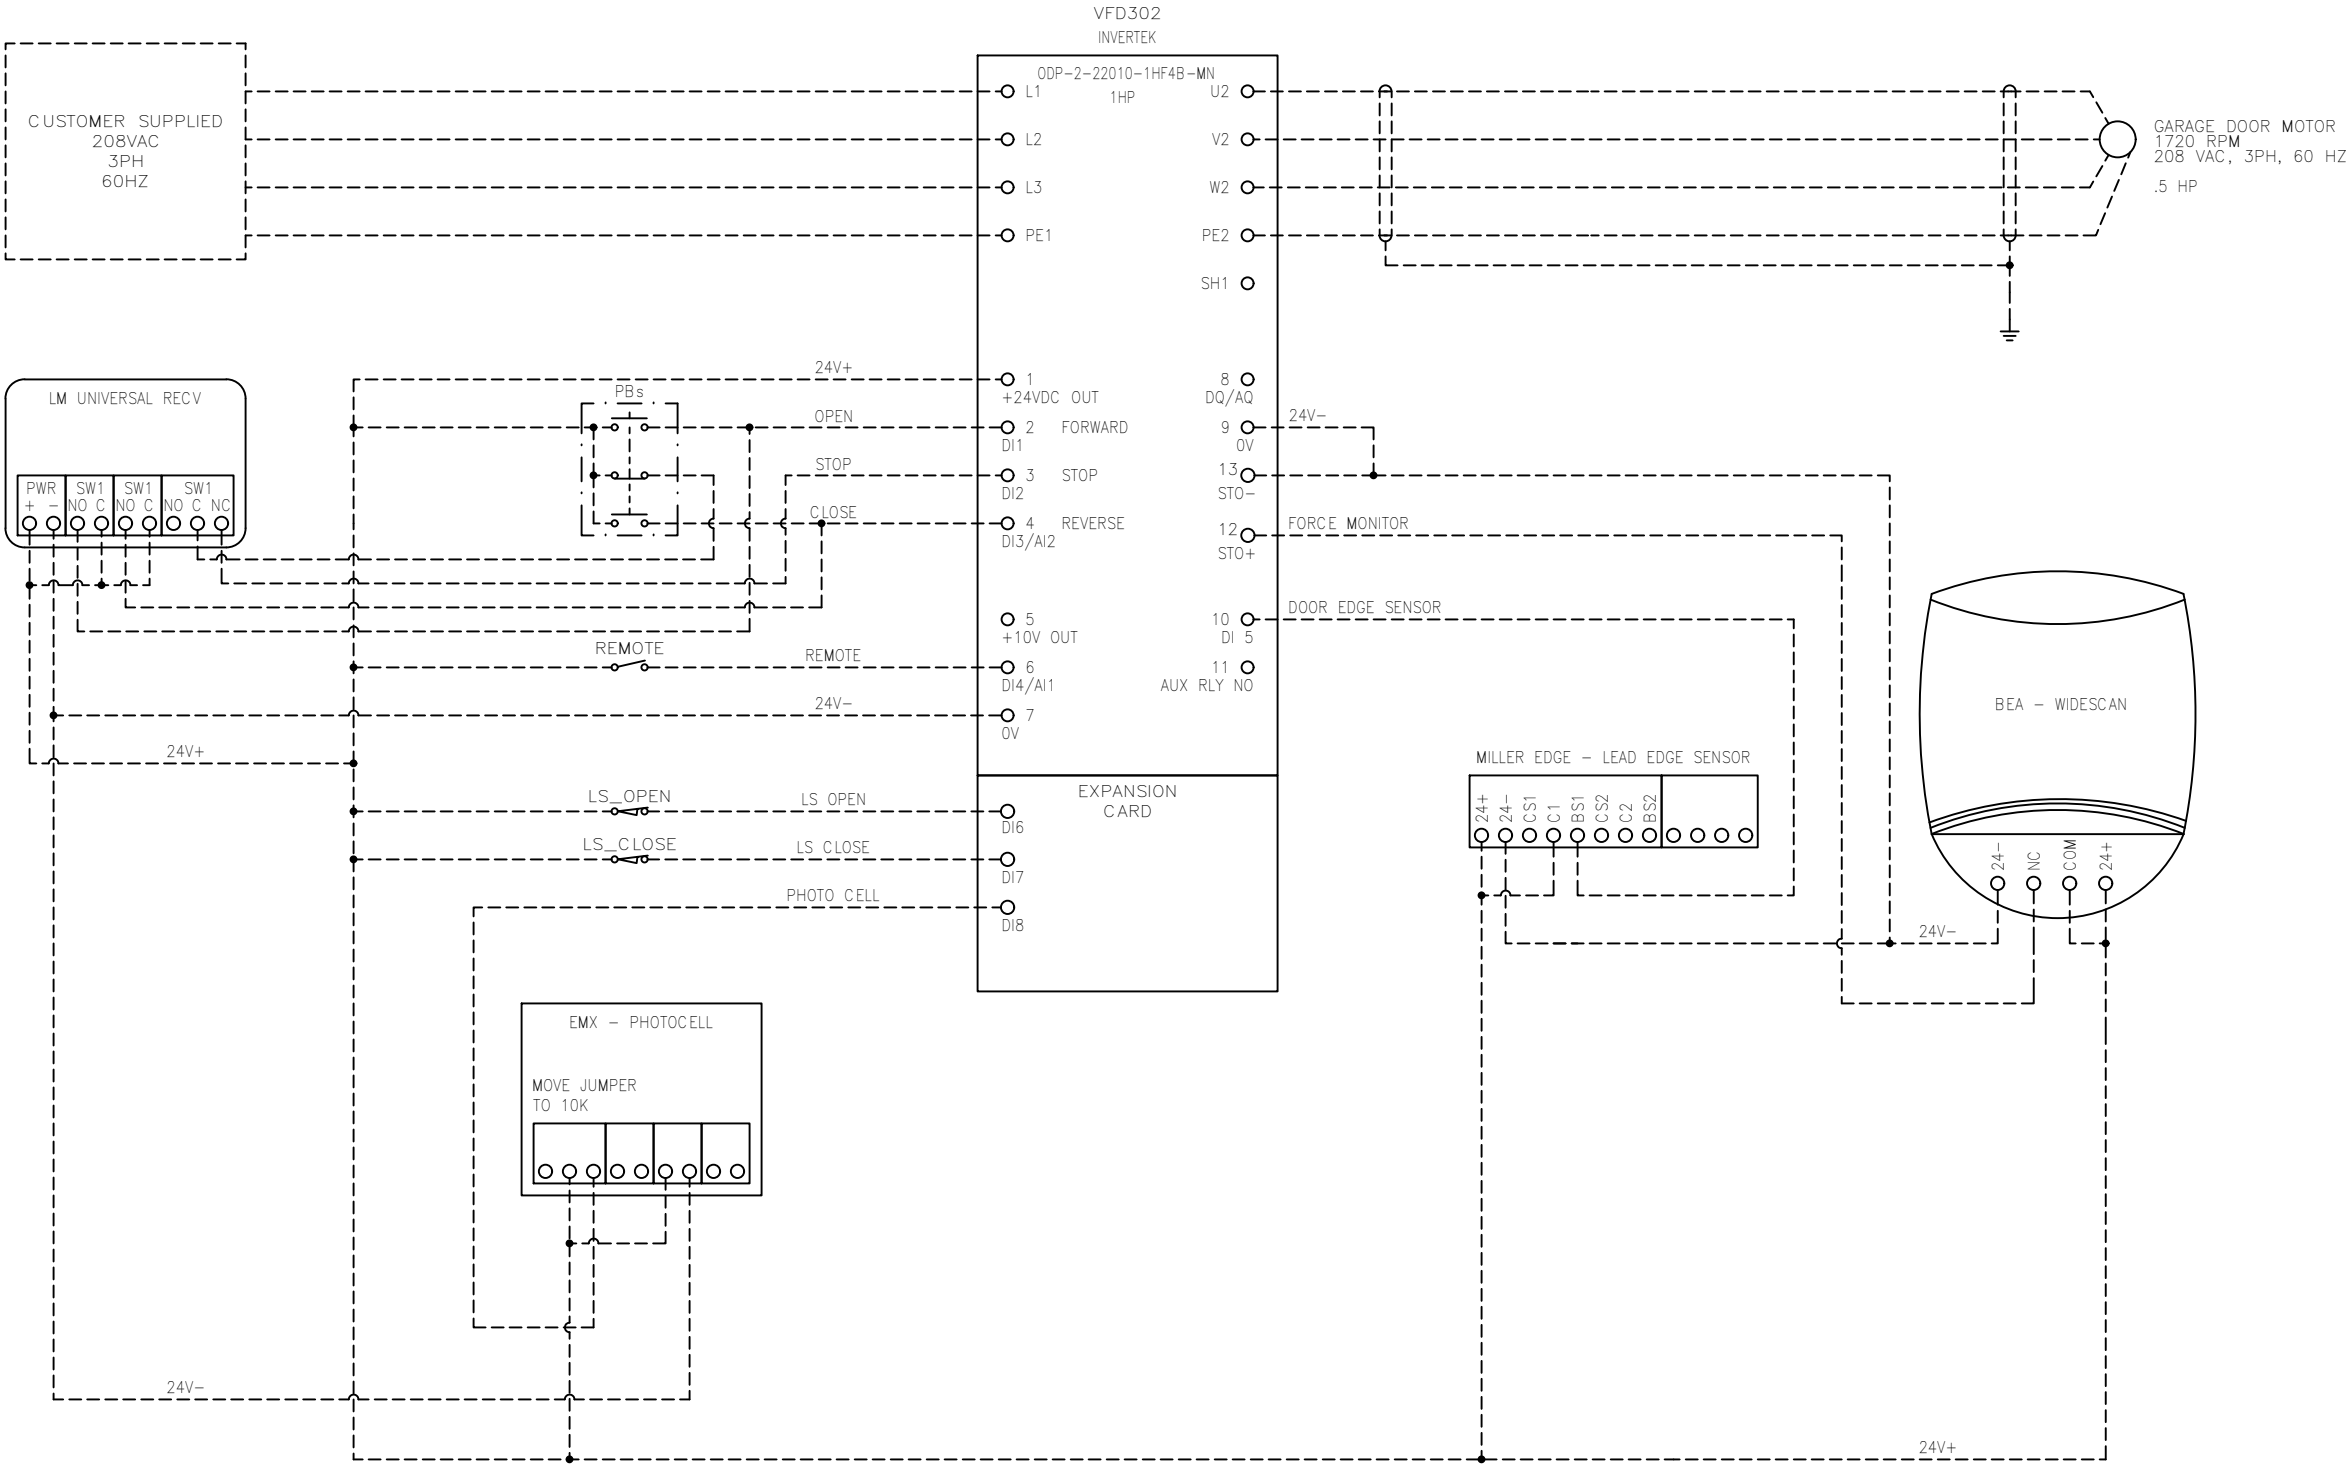 VFD302
INVERTEK
CUSTOMER SUPPLIED
208VAC
3PH
60HZ
ODP-2-22010-1HF4B-MN
1HP
L1
L2
L3
PE1
U2
V2
W2
PE2
SH1
GARAGE DOOR MOTOR
1720 RPM
208 VAC, 3PH, 60 HZ
.5 HP
LM UNIVERSAL RECV
PWR SW1 SW1 SW1
+ - NO C NO C NO C NC
PBs
24V+
OPEN
STOP
CLOSE
REMOTE
REMOTE
24V-
24V+
1
+24VDC OUT
2 FORWARD
DI1
3 STOP
DI2
4 REVERSE
DI3/AI2
5
+10V OUT
6
DI4/AI1
7
0V
8
DQ/AQ
9
0V
13
STO-
12
STO+
10
DI 5
11
AUX RLY NO
24V-
FORCE MONITOR
DOOR EDGE SENSOR
BEA - WIDESCAN
24-
NC
COM
24+
MILLER EDGE - LEAD EDGE SENSOR
24+
24-
CS1
C1
BS1
CS2
C2
BS2
LS_OPEN
LS OPEN
LS_CLOSE
LS CLOSE
PHOTO CELL
EXPANSION
CARD
DI6
DI7
DI8
24V-
EMX - PHOTOCELL
MOVE JUMPER
TO 10K
24V-
24V+